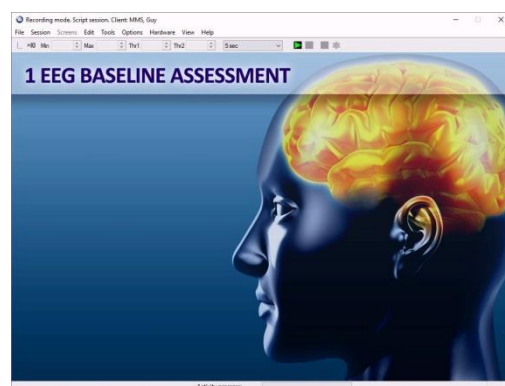 Recording mode. Script session. Client: MMS, Guy
File Session Screens Edit Tools Options Hardware View Help
Min Max Thr1 Thr2 5 sec
1 EEG BASELINE ASSESSMENT